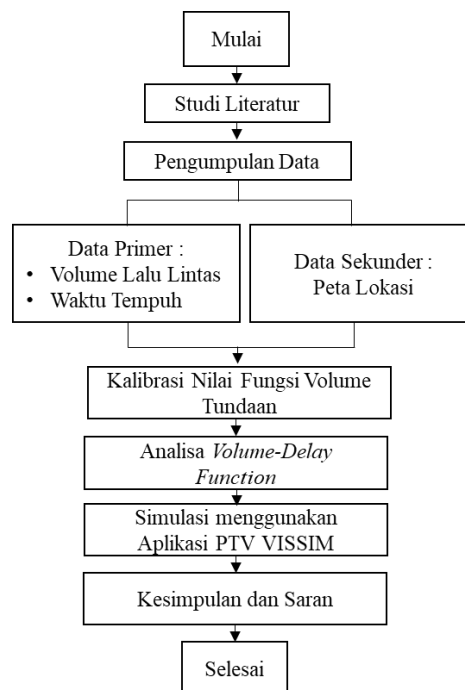 Mulai
Studi Literatur
Pengumpulan Data
Data Primer :
• Volume Lalu Lintas
• Waktu Tempuh
Data Sekunder :
Peta Lokasi
Kalibrasi Nilai Fungsi Volume
Tundaan
Analisa Volume-Delay
Function
Simulasi menggunakan
Aplikasi PTV VISSIM
Kesimpulan dan Saran
Selesai